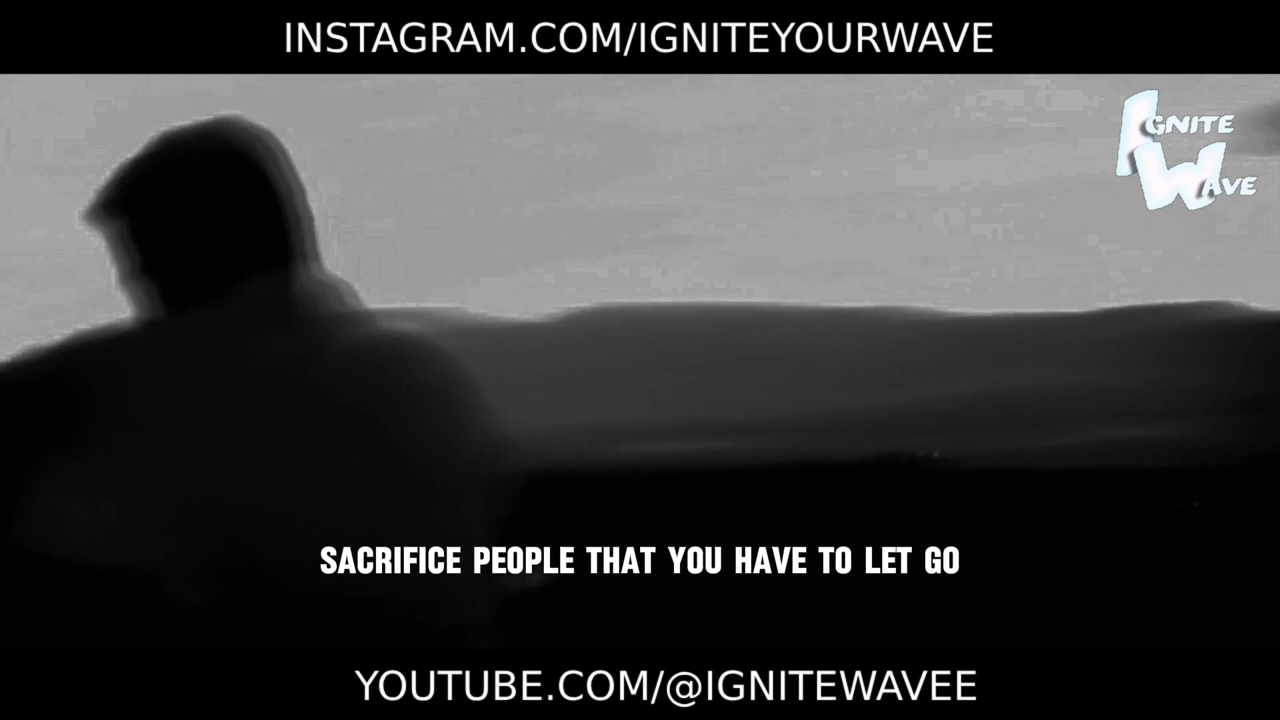 INSTAGRAM.COM/IGNITEYOURWAVE
IGNITE
WAVE
SACRIFICE PEOPLE THAT YOU HAVE TO LET GO
YOUTUBE.COM/@IGNITEWAVEE